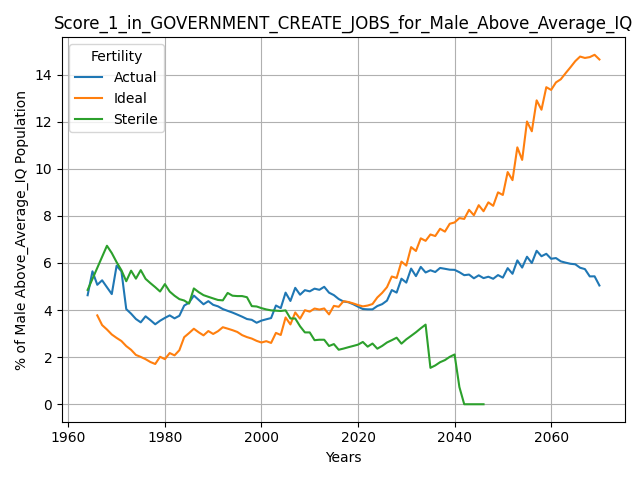 Score_1_in_GOVERNMENT_CREATE_JOBS_for_Male_Above_Average_IQ
Fertility
Actual
Ideal
Sterile
% of Male Above_Average_IQ Population
14
12
10
8
6
4
2
0
1960
1980
2000
2020
2040
2060
Years